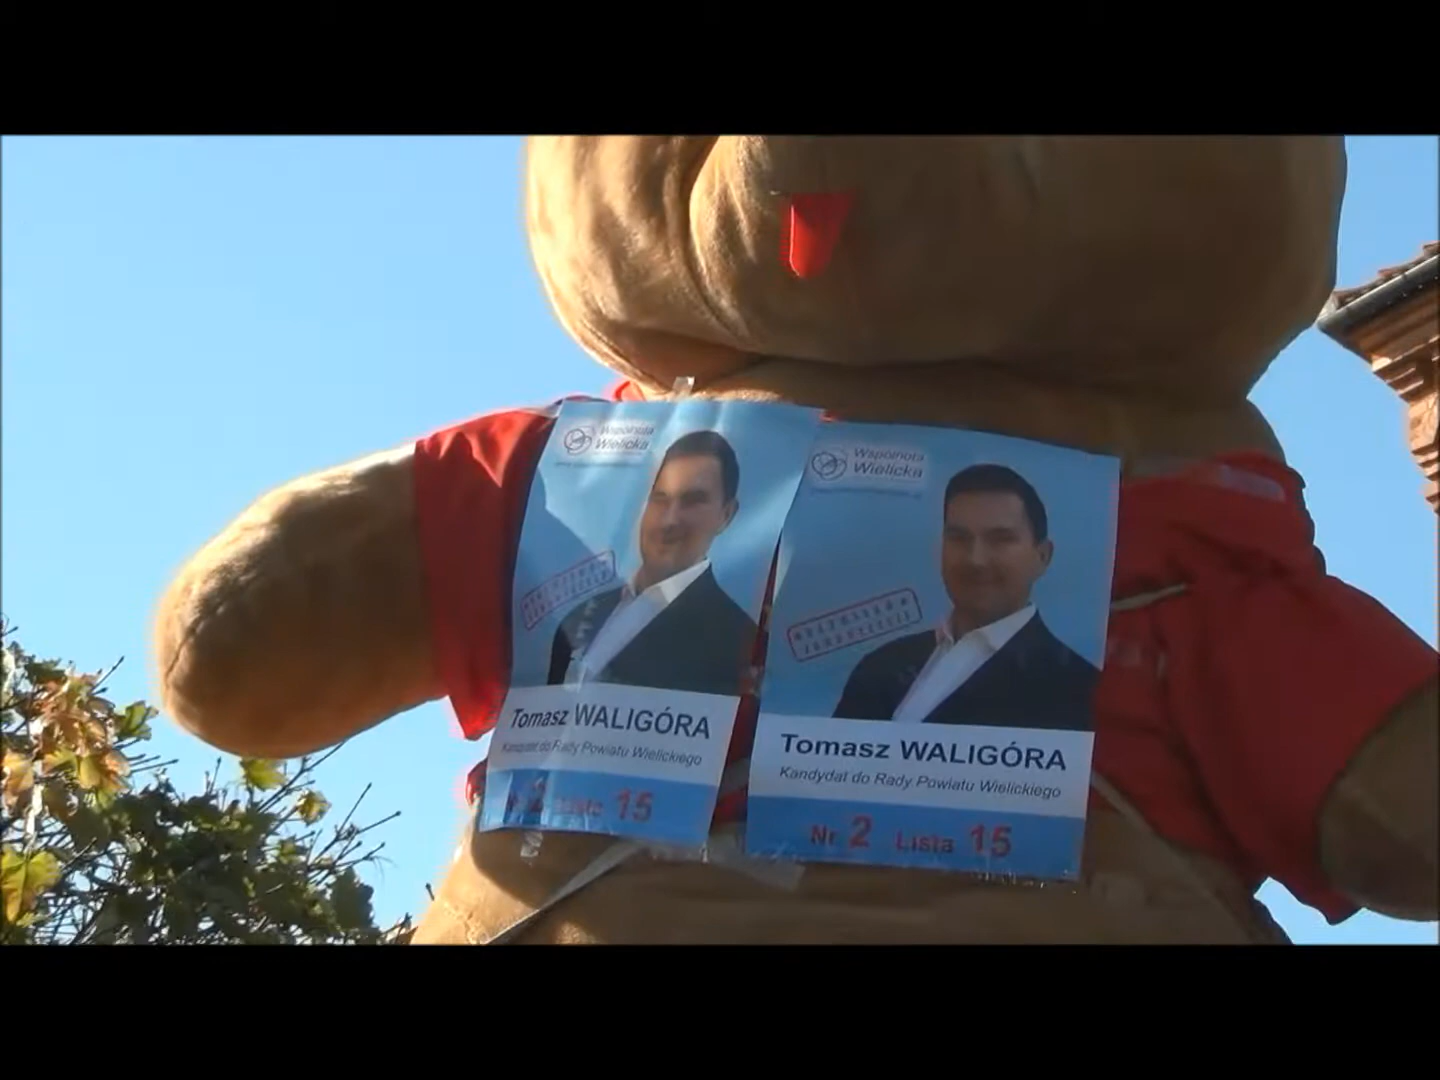 Wspólnota
Wielicka
Tomasz WALIGÓRA
Kandydat do Rady Powiatu Wielickiego
2 Lista 15
Wspólnota
Wielicka
Tomasz WALIGÓRA
Kandydat do Rady Powiatu Wielickiego
Nr 2 Lista 15